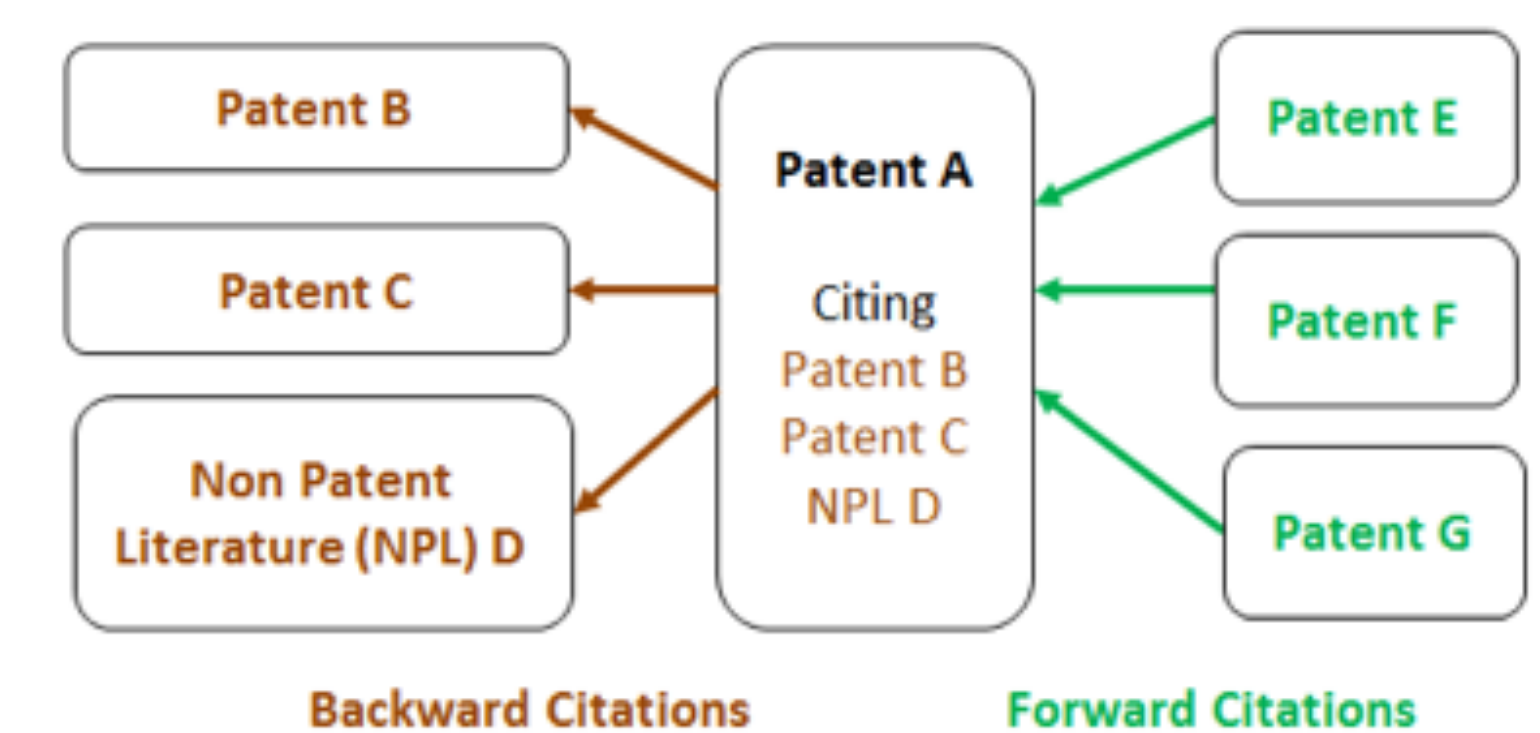 Patent B
Patent C
Non Patent
Literature (NPL) D
Patent A
Citing
Patent B
Patent C
NPL D
Patent E
Patent F
Patent G
Backward Citations
Forward Citations